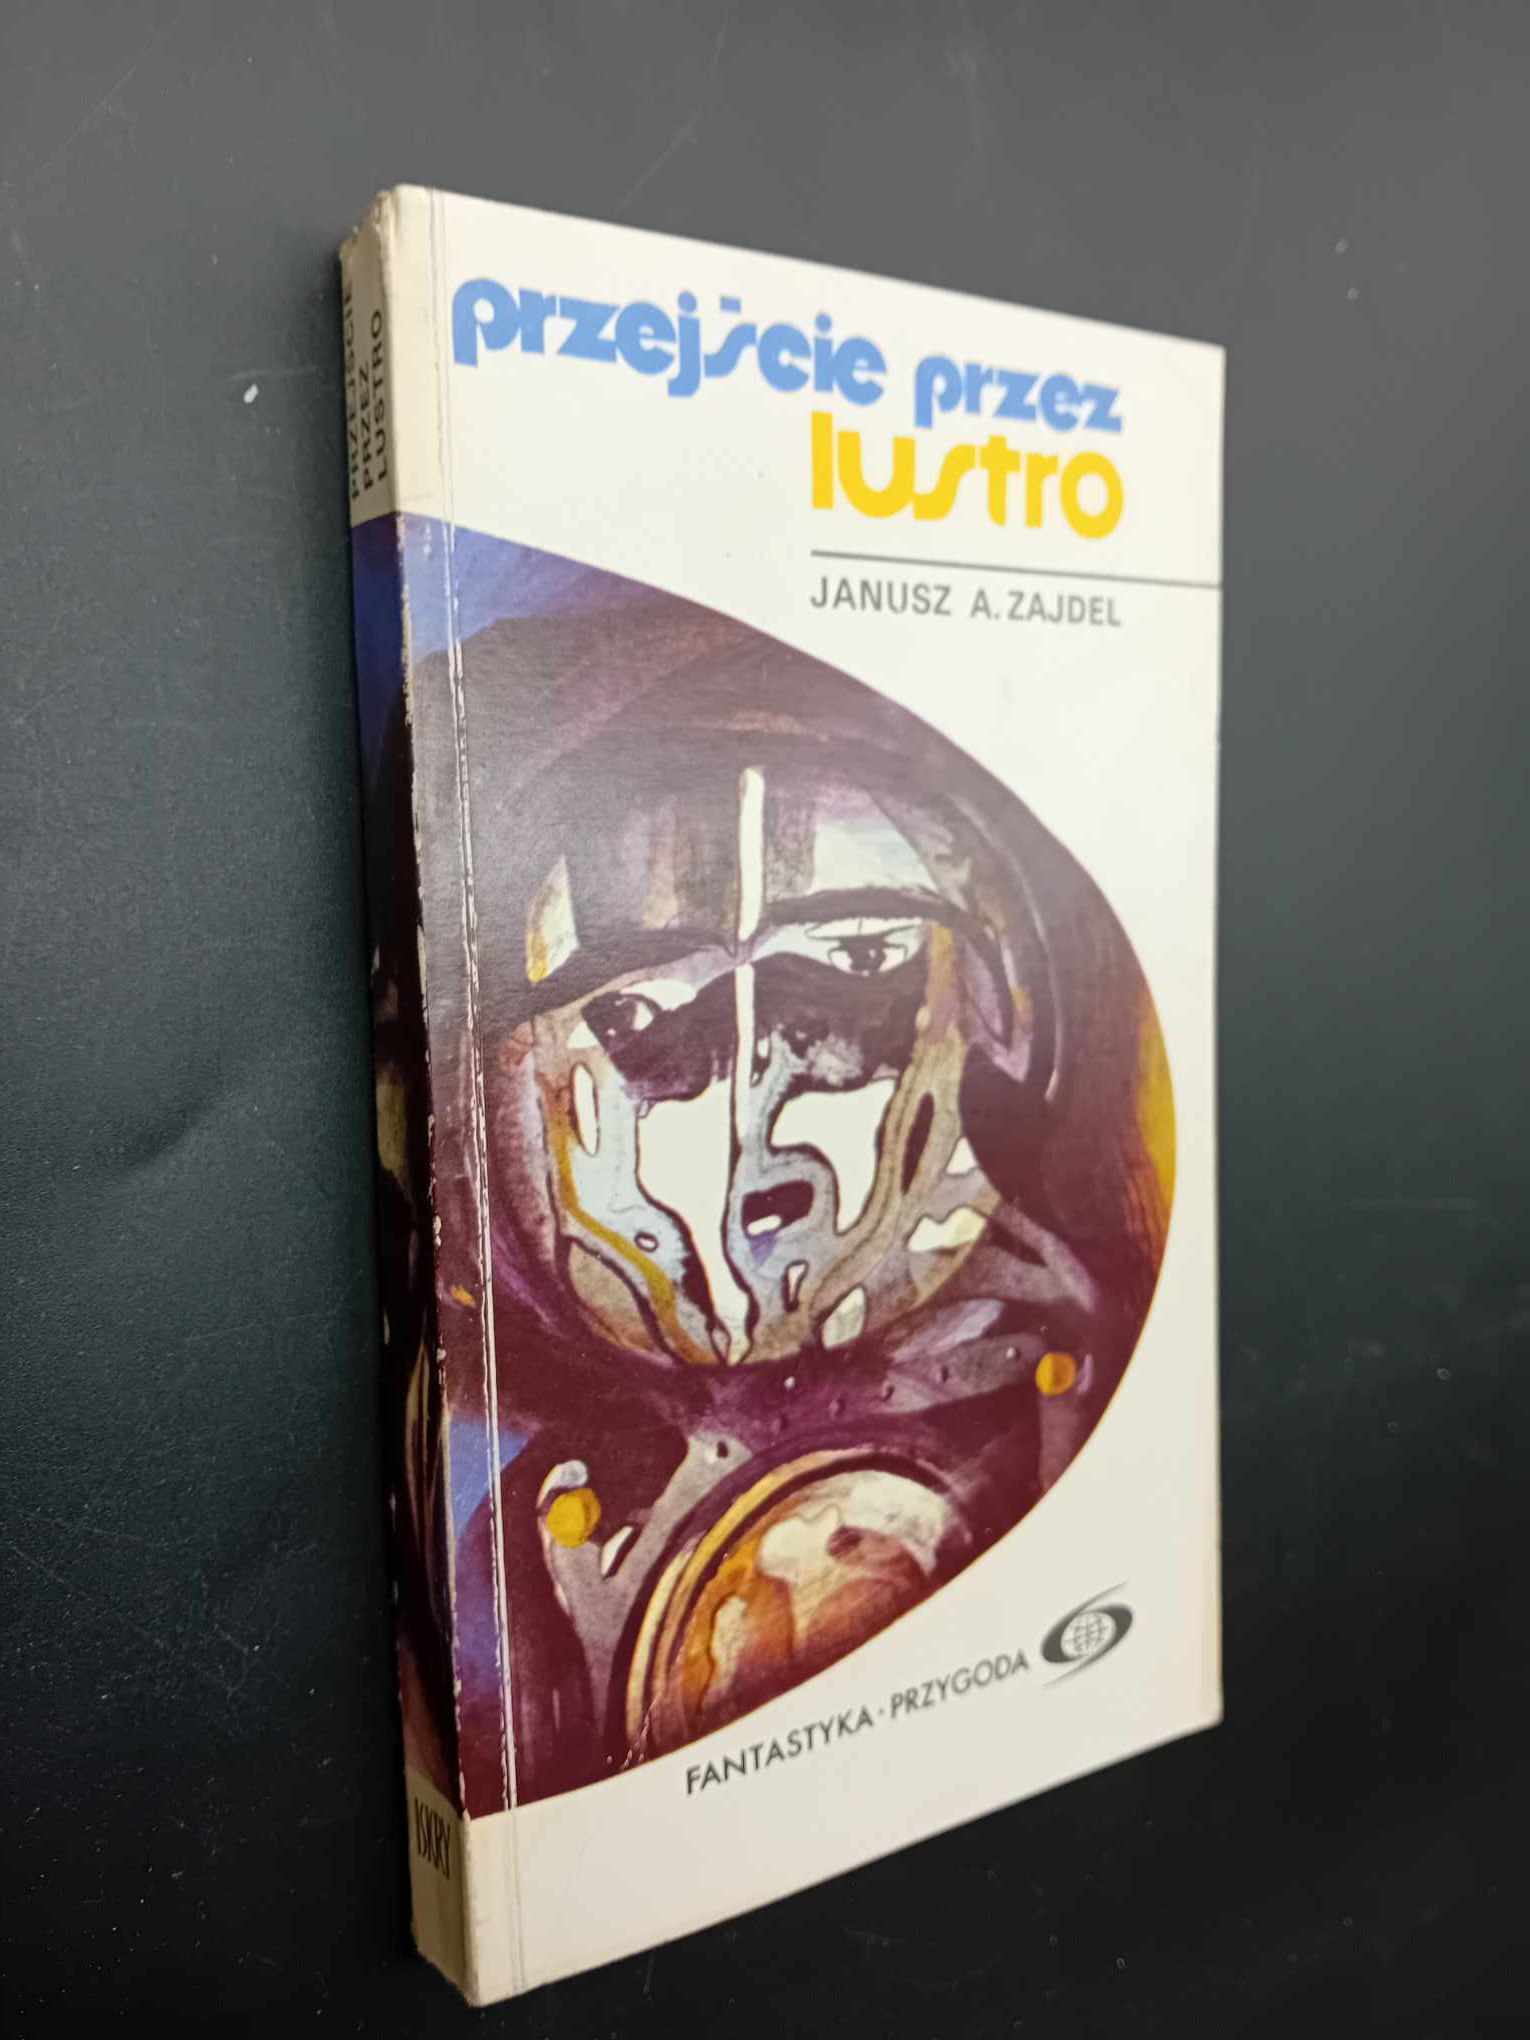 przejście przez
lustro
JANUSZ A. ZAJDEL
FANTASTYKA · PRZYGODA
PRZEJŚCIE
PRZEZ
LUSTRO
ISKRY